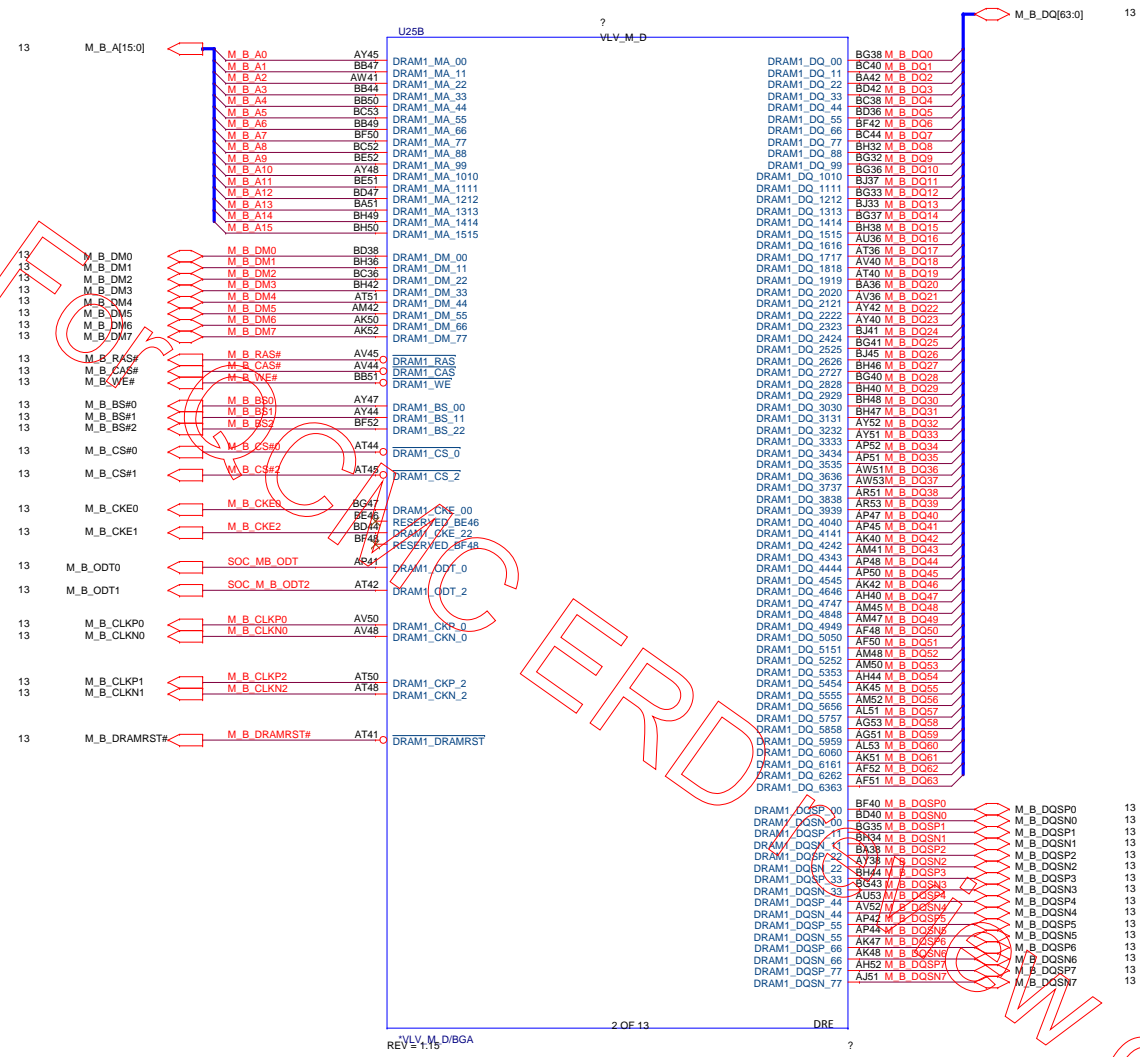 ?
U25B
VLV_M_D
M_B_DQ[63:0] 13
13 M_B_A[15:0]
M_B_A0 AY45 DRAM1_MA_00
M_B_A1 BB47 DRAM1_MA_11
M_B_A2 AW41 DRAM1_MA_22
M_B_A3 BB44 DRAM1_MA_33
M_B_A4 BB50 DRAM1_MA_44
M_B_A5 BC53 DRAM1_MA_55
M_B_A6 BB49 DRAM1_MA_66
M_B_A7 BF50 DRAM1_MA_77
M_B_A8 BC52 DRAM1_MA_88
M_B_A9 BE52 DRAM1_MA_99
M_B_A10 AY48 DRAM1_MA_1010
M_B_A11 BE51 DRAM1_MA_1111
M_B_A12 BD47 DRAM1_MA_1212
M_B_A13 BA51 DRAM1_MA_1313
M_B_A14 BH49 DRAM1_MA_1414
M_B_A15 BH50 DRAM1_MA_1515
13 M_B_DM0 M_B_DM0 BD38 DRAM1_DM_00
13 M_B_DM1 M_B_DM1 BH36 DRAM1_DM_11
13 M_B_DM2 M_B_DM2 BC36 DRAM1_DM_22
13 M_B_DM3 M_B_DM3 BH42 DRAM1_DM_33
13 M_B_DM4 M_B_DM4 AT51 DRAM1_DM_44
13 M_B_DM5 M_B_DM5 AM42 DRAM1_DM_55
13 M_B_DM6 M_B_DM6 AK50 DRAM1_DM_66
13 M_B_DM7 M_B_DM7 AK52 DRAM1_DM_77
13 M_B_RAS# M_B_RAS# AV45 DRAM1_RAS
13 M_B_CAS# M_B_CAS# AV44 DRAM1_CAS
13 M_B_WE# M_B_WE# BB51 DRAM1_WE
13 M_B_BS#0 M_B_BS0 AY47 DRAM1_BS_00
13 M_B_BS#1 M_B_BS1 AY44 DRAM1_BS_11
13 M_B_BS#2 M_B_BS2 BF52 DRAM1_BS_22
13 M_B_CS#0 M_B_CS#0 AT44 DRAM1_CS_0
13 M_B_CS#1 M_B_CS#2 AT45 DRAM1_CS_2
13 M_B_CKE0 M_B_CKE0 BG47 DRAM1_CKE_00
BE46 RESERVED_BE46
13 M_B_CKE1 M_B_CKE2 BD44 DRAM1_CKE_22
BF48 RESERVED_BF48
13 M_B_ODT0 SOC_MB_ODT AP41 DRAM1_ODT_0
13 M_B_ODT1 SOC_M_B_ODT2 AT42 DRAM1_ODT_2
13 M_B_CLKP0 M_B_CLKP0 AV50 DRAM1_CKP_0
13 M_B_CLKN0 M_B_CLKN0 AV48 DRAM1_CKN_0
13 M_B_CLKP1 M_B_CLKP2 AT50 DRAM1_CKP_2
13 M_B_CLKN1 M_B_CLKN2 AT48 DRAM1_CKN_2
13 M_B_DRAMRST# M_B_DRAMRST# AT41 DRAM1_DRAMRST
DRAM1_DQ_00 BG38 M_B_DQ0
DRAM1_DQ_11 BC40 M_B_DQ1
DRAM1_DQ_22 BA42 M_B_DQ2
DRAM1_DQ_33 BD42 M_B_DQ3
DRAM1_DQ_44 BC38 M_B_DQ4
DRAM1_DQ_55 BD36 M_B_DQ5
DRAM1_DQ_66 BF42 M_B_DQ6
DRAM1_DQ_77 BC44 M_B_DQ7
DRAM1_DQ_88 BH32 M_B_DQ8
DRAM1_DQ_99 BG32 M_B_DQ9
DRAM1_DQ_1010 BG36 M_B_DQ10
DRAM1_DQ_1111 BJ37 M_B_DQ11
DRAM1_DQ_1212 BG33 M_B_DQ12
DRAM1_DQ_1313 BJ33 M_B_DQ13
DRAM1_DQ_1414 BG37 M_B_DQ14
DRAM1_DQ_1515 BH38 M_B_DQ15
DRAM1_DQ_1616 AU36 M_B_DQ16
DRAM1_DQ_1717 AT36 M_B_DQ17
DRAM1_DQ_1818 AV40 M_B_DQ18
DRAM1_DQ_1919 AT40 M_B_DQ19
DRAM1_DQ_2020 BA36 M_B_DQ20
DRAM1_DQ_2121 AV36 M_B_DQ21
DRAM1_DQ_2222 AY42 M_B_DQ22
DRAM1_DQ_2323 AY40 M_B_DQ23
DRAM1_DQ_2424 BJ41 M_B_DQ24
DRAM1_DQ_2525 BG41 M_B_DQ25
DRAM1_DQ_2626 BJ45 M_B_DQ26
DRAM1_DQ_2727 BH46 M_B_DQ27
DRAM1_DQ_2828 BG40 M_B_DQ28
DRAM1_DQ_2929 BH40 M_B_DQ29
DRAM1_DQ_3030 BH48 M_B_DQ30
DRAM1_DQ_3131 BH47 M_B_DQ31
DRAM1_DQ_3232 AY52 M_B_DQ32
DRAM1_DQ_3333 AY51 M_B_DQ33
DRAM1_DQ_3434 AP52 M_B_DQ34
DRAM1_DQ_3535 AP51 M_B_DQ35
DRAM1_DQ_3636 AW51 M_B_DQ36
DRAM1_DQ_3737 AW53 M_B_DQ37
DRAM1_DQ_3838 AR51 M_B_DQ38
DRAM1_DQ_3939 AR53 M_B_DQ39
DRAM1_DQ_4040 AP47 M_B_DQ40
DRAM1_DQ_4141 AP45 M_B_DQ41
DRAM1_DQ_4242 AK40 M_B_DQ42
DRAM1_DQ_4343 AM41 M_B_DQ43
DRAM1_DQ_4444 AP48 M_B_DQ44
DRAM1_DQ_4545 AP50 M_B_DQ45
DRAM1_DQ_4646 AK42 M_B_DQ46
DRAM1_DQ_4747 AH40 M_B_DQ47
DRAM1_DQ_4848 AM45 M_B_DQ48
DRAM1_DQ_4949 AM47 M_B_DQ49
DRAM1_DQ_5050 AF48 M_B_DQ50
DRAM1_DQ_5151 AF50 M_B_DQ51
DRAM1_DQ_5252 AM48 M_B_DQ52
DRAM1_DQ_5353 AM50 M_B_DQ53
DRAM1_DQ_5454 AH44 M_B_DQ54
DRAM1_DQ_5555 AK45 M_B_DQ55
DRAM1_DQ_5656 AM52 M_B_DQ56
DRAM1_DQ_5757 AL51 M_B_DQ57
DRAM1_DQ_5858 AG53 M_B_DQ58
DRAM1_DQ_5959 AG51 M_B_DQ59
DRAM1_DQ_6060 AL53 M_B_DQ60
DRAM1_DQ_6161 AK51 M_B_DQ61
DRAM1_DQ_6262 AF52 M_B_DQ62
DRAM1_DQ_6363 AF51 M_B_DQ63
DRAM1_DQSP_00 BF40 M_B_DQSP0 M_B_DQSP0 13
DRAM1_DQSN_00 BD40 M_B_DQSN0 M_B_DQSN0 13
DRAM1_DQSP_11 BG35 M_B_DQSP1 M_B_DQSP1 13
DRAM1_DQSN_11 BH34 M_B_DQSN1 M_B_DQSN1 13
DRAM1_DQSP_22 BA38 M_B_DQSP2 M_B_DQSP2 13
DRAM1_DQSN_22 AY38 M_B_DQSN2 M_B_DQSN2 13
DRAM1_DQSP_33 BH44 M_B_DQSP3 M_B_DQSP3 13
DRAM1_DQSN_33 BG43 M_B_DQSN3 M_B_DQSN3 13
DRAM1_DQSP_44 AU53 M_B_DQSP4 M_B_DQSP4 13
DRAM1_DQSN_44 AV52 M_B_DQSN4 M_B_DQSN4 13
DRAM1_DQSP_55 AP42 M_B_DQSP5 M_B_DQSP5 13
DRAM1_DQSN_55 AP44 M_B_DQSN5 M_B_DQSN5 13
DRAM1_DQSP_66 AK47 M_B_DQSP6 M_B_DQSP6 13
DRAM1_DQSN_66 AK48 M_B_DQSN6 M_B_DQSN6 13
DRAM1_DQSP_77 AH52 M_B_DQSP7 M_B_DQSP7 13
DRAM1_DQSN_77 AJ51 M_B_DQSN7 M_B_DQSN7 13
2 OF 13 DRE
*VLV_M_D/BGA
REV = 1.15 ?